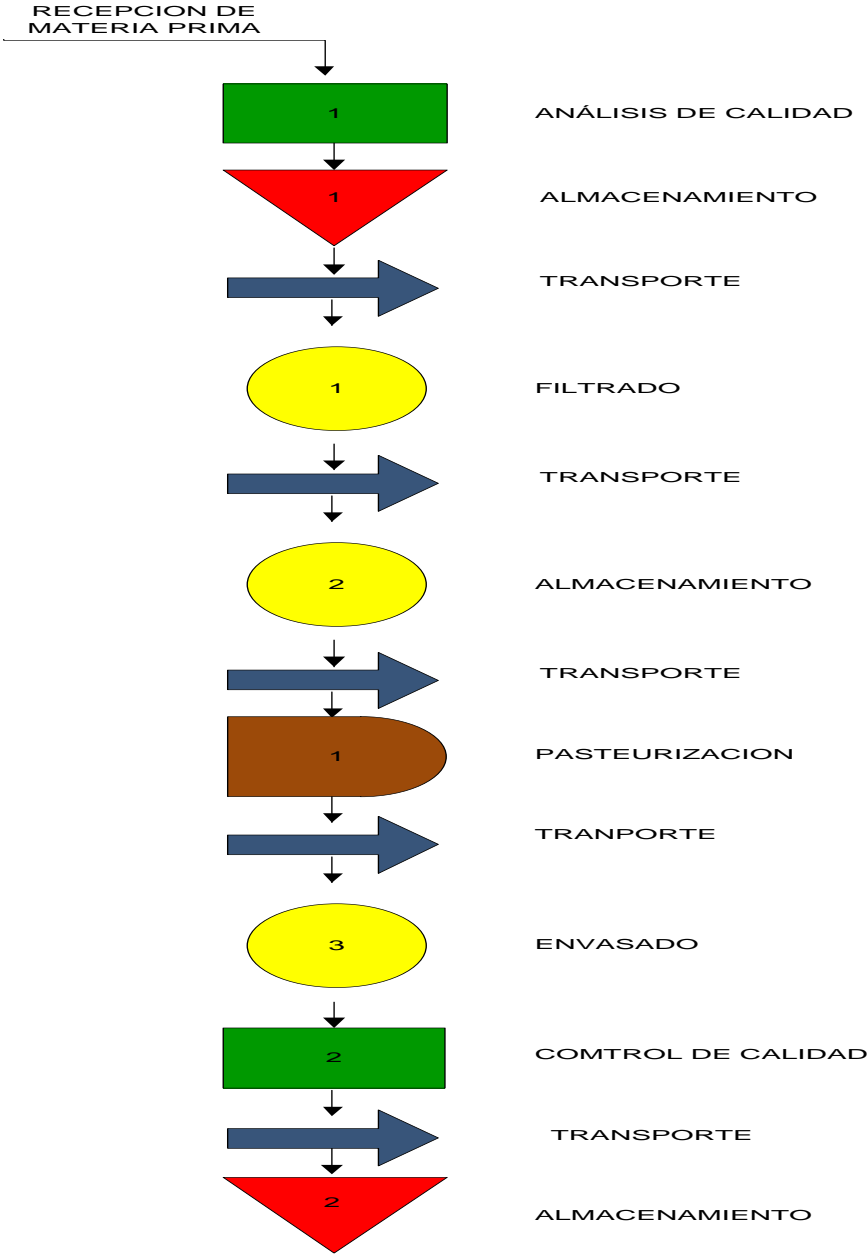 RECEPCION DE
MATERIA PRIMA
1 ANÁLISIS DE CALIDAD
1 ALMACENAMIENTO
TRANSPORTE
1 FILTRADO
TRANSPORTE
2 ALMACENAMIENTO
TRANSPORTE
1 PASTEURIZACION
TRANPORTE
3 ENVASADO
2 COMTROL DE CALIDAD
TRANSPORTE
2 ALMACENAMIENTO